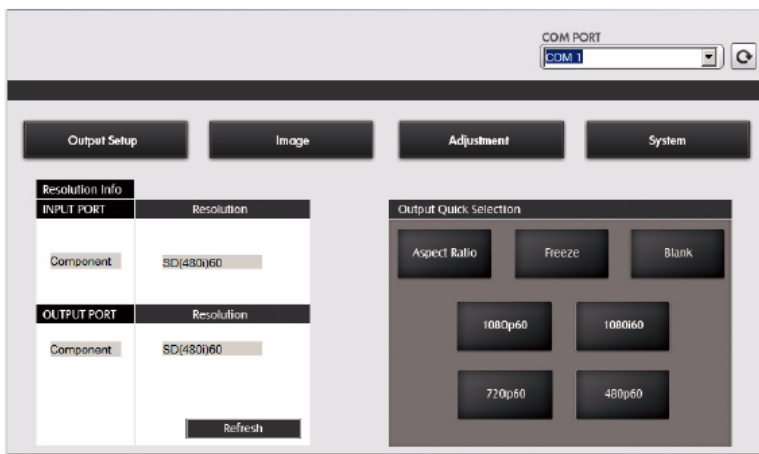 COM PORT
COM 1
Output Setup
Image
Adjustment
System
Resolution Info
INPUT PORT
Resolution
Component
SD(480i)60
OUTPUT PORT
Resolution
Component
SD(480i)60
Refresh
Output Quick Selection
Aspect Ratio
Freeze
Blank
1080p60
1080i60
720p60
480p60